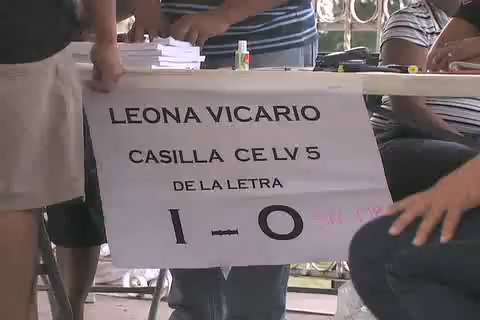 LEONA VICARIO
CASILLA CE LV 5
DE LA LETRA
I - O